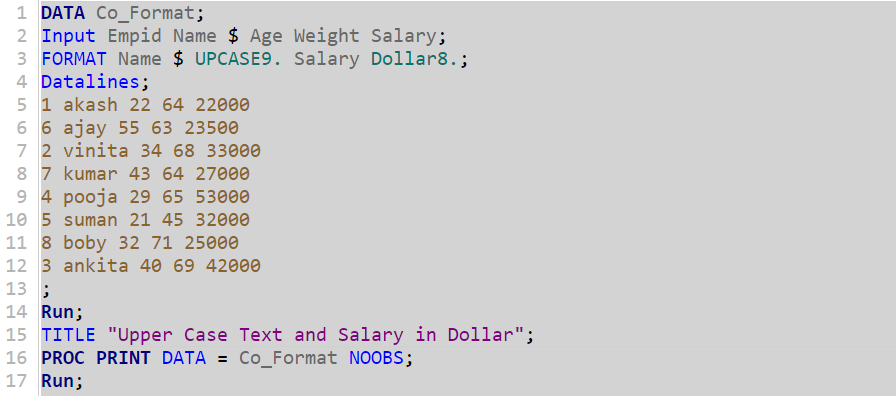 1 DATA Co_Format;
2 Input Empid Name $ Age Weight Salary;
3 FORMAT Name $ UPCASE9. Salary Dollar8.;
4 Datalines;
5 1 akash 22 64 22000
6 6 ajay 55 63 23500
7 2 vinita 34 68 33000
8 7 kumar 43 64 27000
9 4 pooja 29 65 53000
10 5 suman 21 45 32000
11 8 boby 32 71 25000
12 3 ankita 40 69 42000
13 ;
14 Run;
15 TITLE "Upper Case Text and Salary in Dollar";
16 PROC PRINT DATA = Co_Format NOOBS;
17 Run;